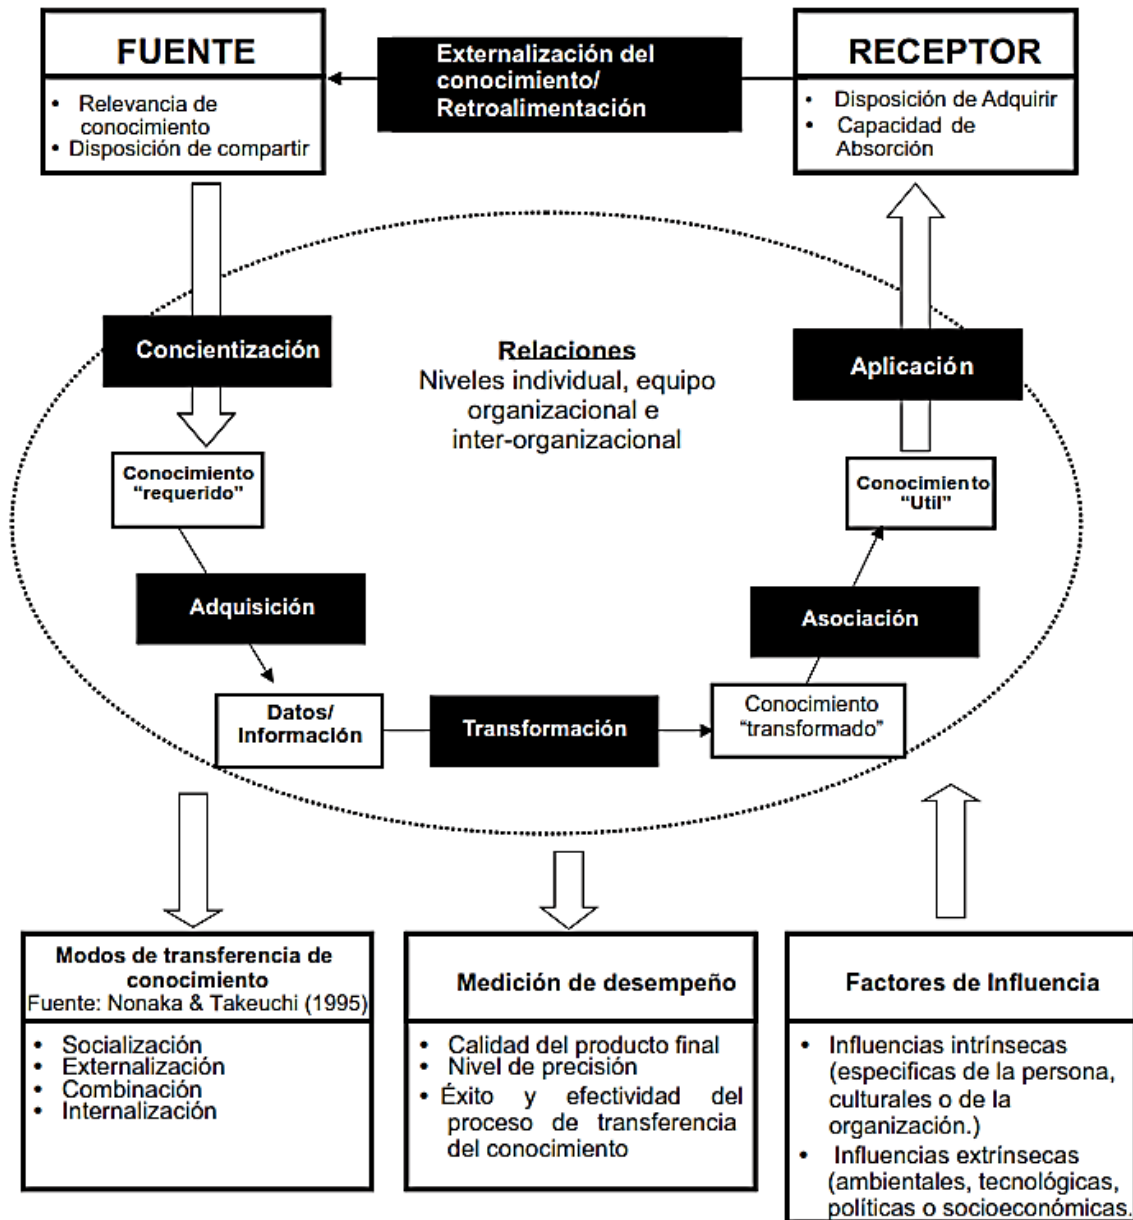 FUENTE
• Relevancia de
conocimiento
• Disposición de compartir
Externalización del
conocimiento/
Retroalimentación
RECEPTOR
• Disposición de Adquirir
• Capacidad de
Absorción
Concientización
Relaciones
Niveles individual, equipo
organizacional e
inter-organizacional
Aplicación
Conocimiento
“requerido”
Conocimiento
“Util”
Adquisición
Asociación
Datos/
Información
Transformación
Conocimiento
“transformado”
Modos de transferencia de
conocimiento
Fuente: Nonaka & Takeuchi (1995)
• Socialización
• Externalización
• Combinación
• Internalización
Medición de desempeño
• Calidad del producto final
• Nivel de precisión
• Éxito y efectividad del
proceso de transferencia
del conocimiento
Factores de Influencia
• Influencias intrínsecas
(especificas de la persona,
culturales o de la
organización.)
• Influencias extrínsecas
(ambientales, tecnológicas,
políticas o socioeconómicas.